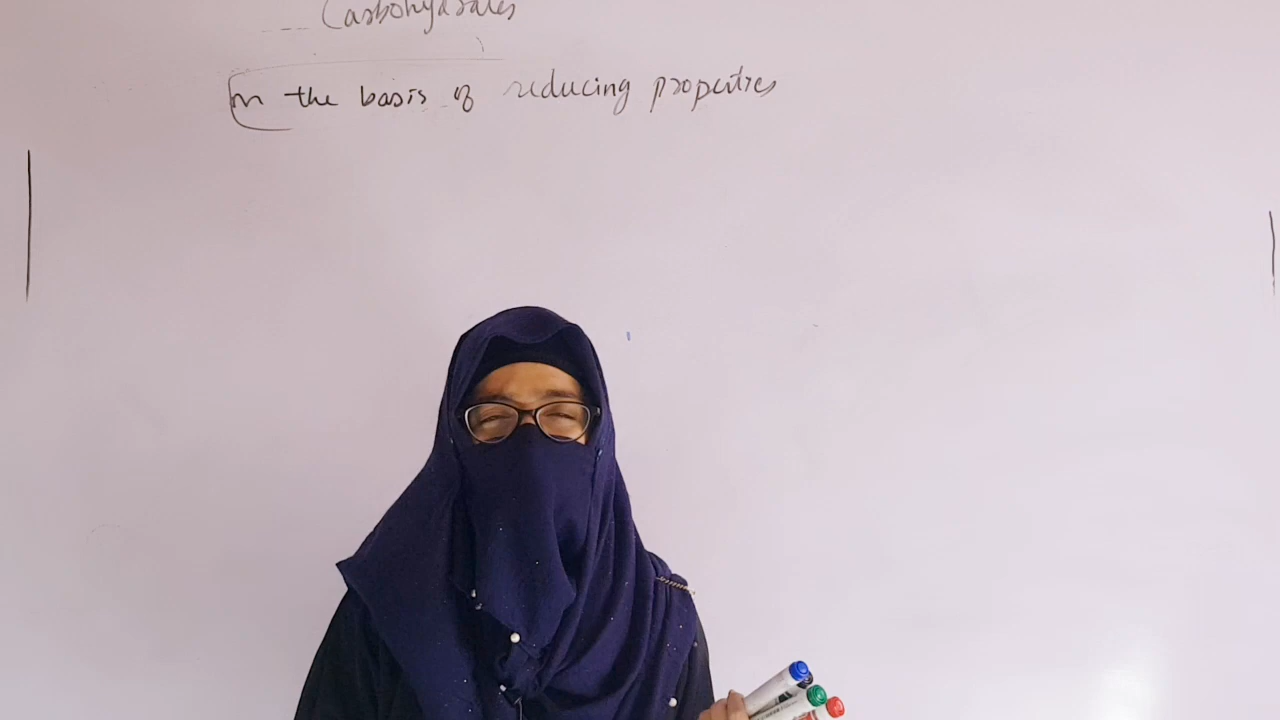 Carbohydrates
on the basis of reducing properties